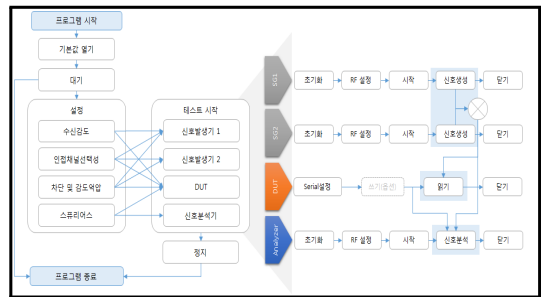 프로그램 시작
기본값 열기
대기
설정
수신감도
인접채널선택성
차단 및 감도억압
스퓨리어스
프로그램 종료
테스트 시작
신호발생기 1
신호발생기 2
DUT
신호분석기
정지
SG1
초기화
RF 설정
시작
신호생성
닫기
SG2
초기화
RF 설정
시작
신호생성
닫기
DUT
Serial설정
쓰기(옵션)
읽기
닫기
Analyzer
초기화
RF 설정
시작
신호분석
닫기